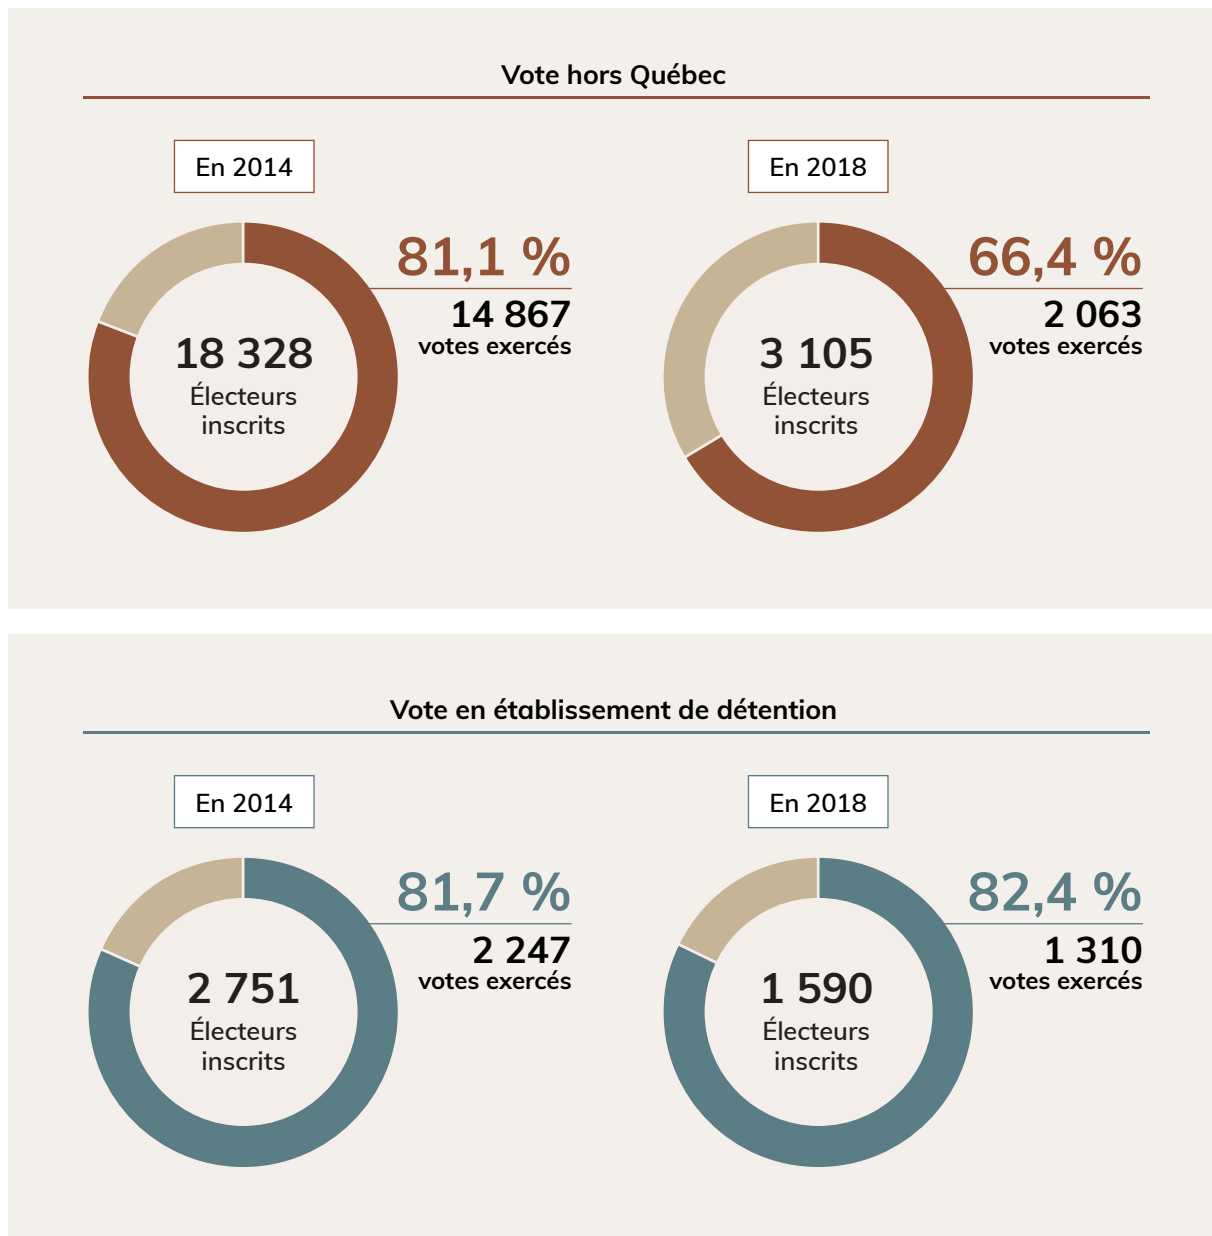 Vote hors Québec
En 2014
81,1 %
14 867
votes exercés
18 328
Électeurs
inscrits
En 2018
66,4 %
2 063
votes exercés
3 105
Électeurs
inscrits
Vote en établissement de détention
En 2014
81,7 %
2 247
votes exercés
2 751
Électeurs
inscrits
En 2018
82,4 %
1 310
votes exercés
1 590
Électeurs
inscrits